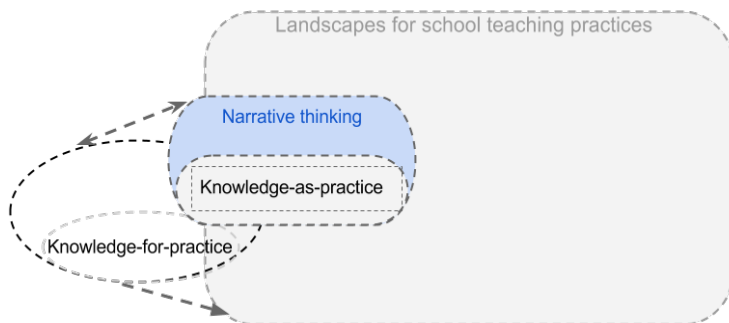 Landscapes for school teaching practices
Narrative thinking
Knowledge-as-practice
Knowledge-for-practice